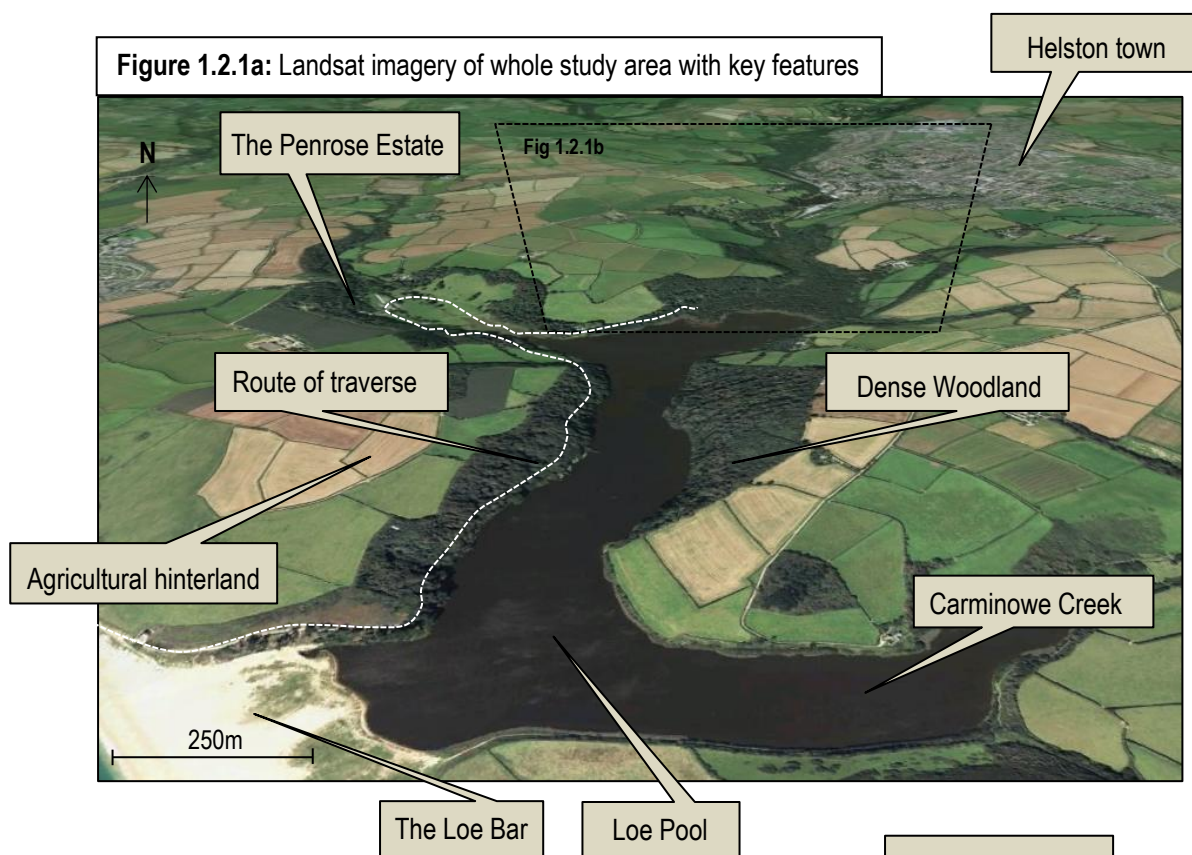 Figure 1.2.1a: Landsat imagery of whole study area with key features
Helston town
The Penrose Estate
N
Fig 1.2.1b
Route of traverse
Dense Woodland
Agricultural hinterland
Carminowe Creek
250m
The Loe Bar
Loe Pool